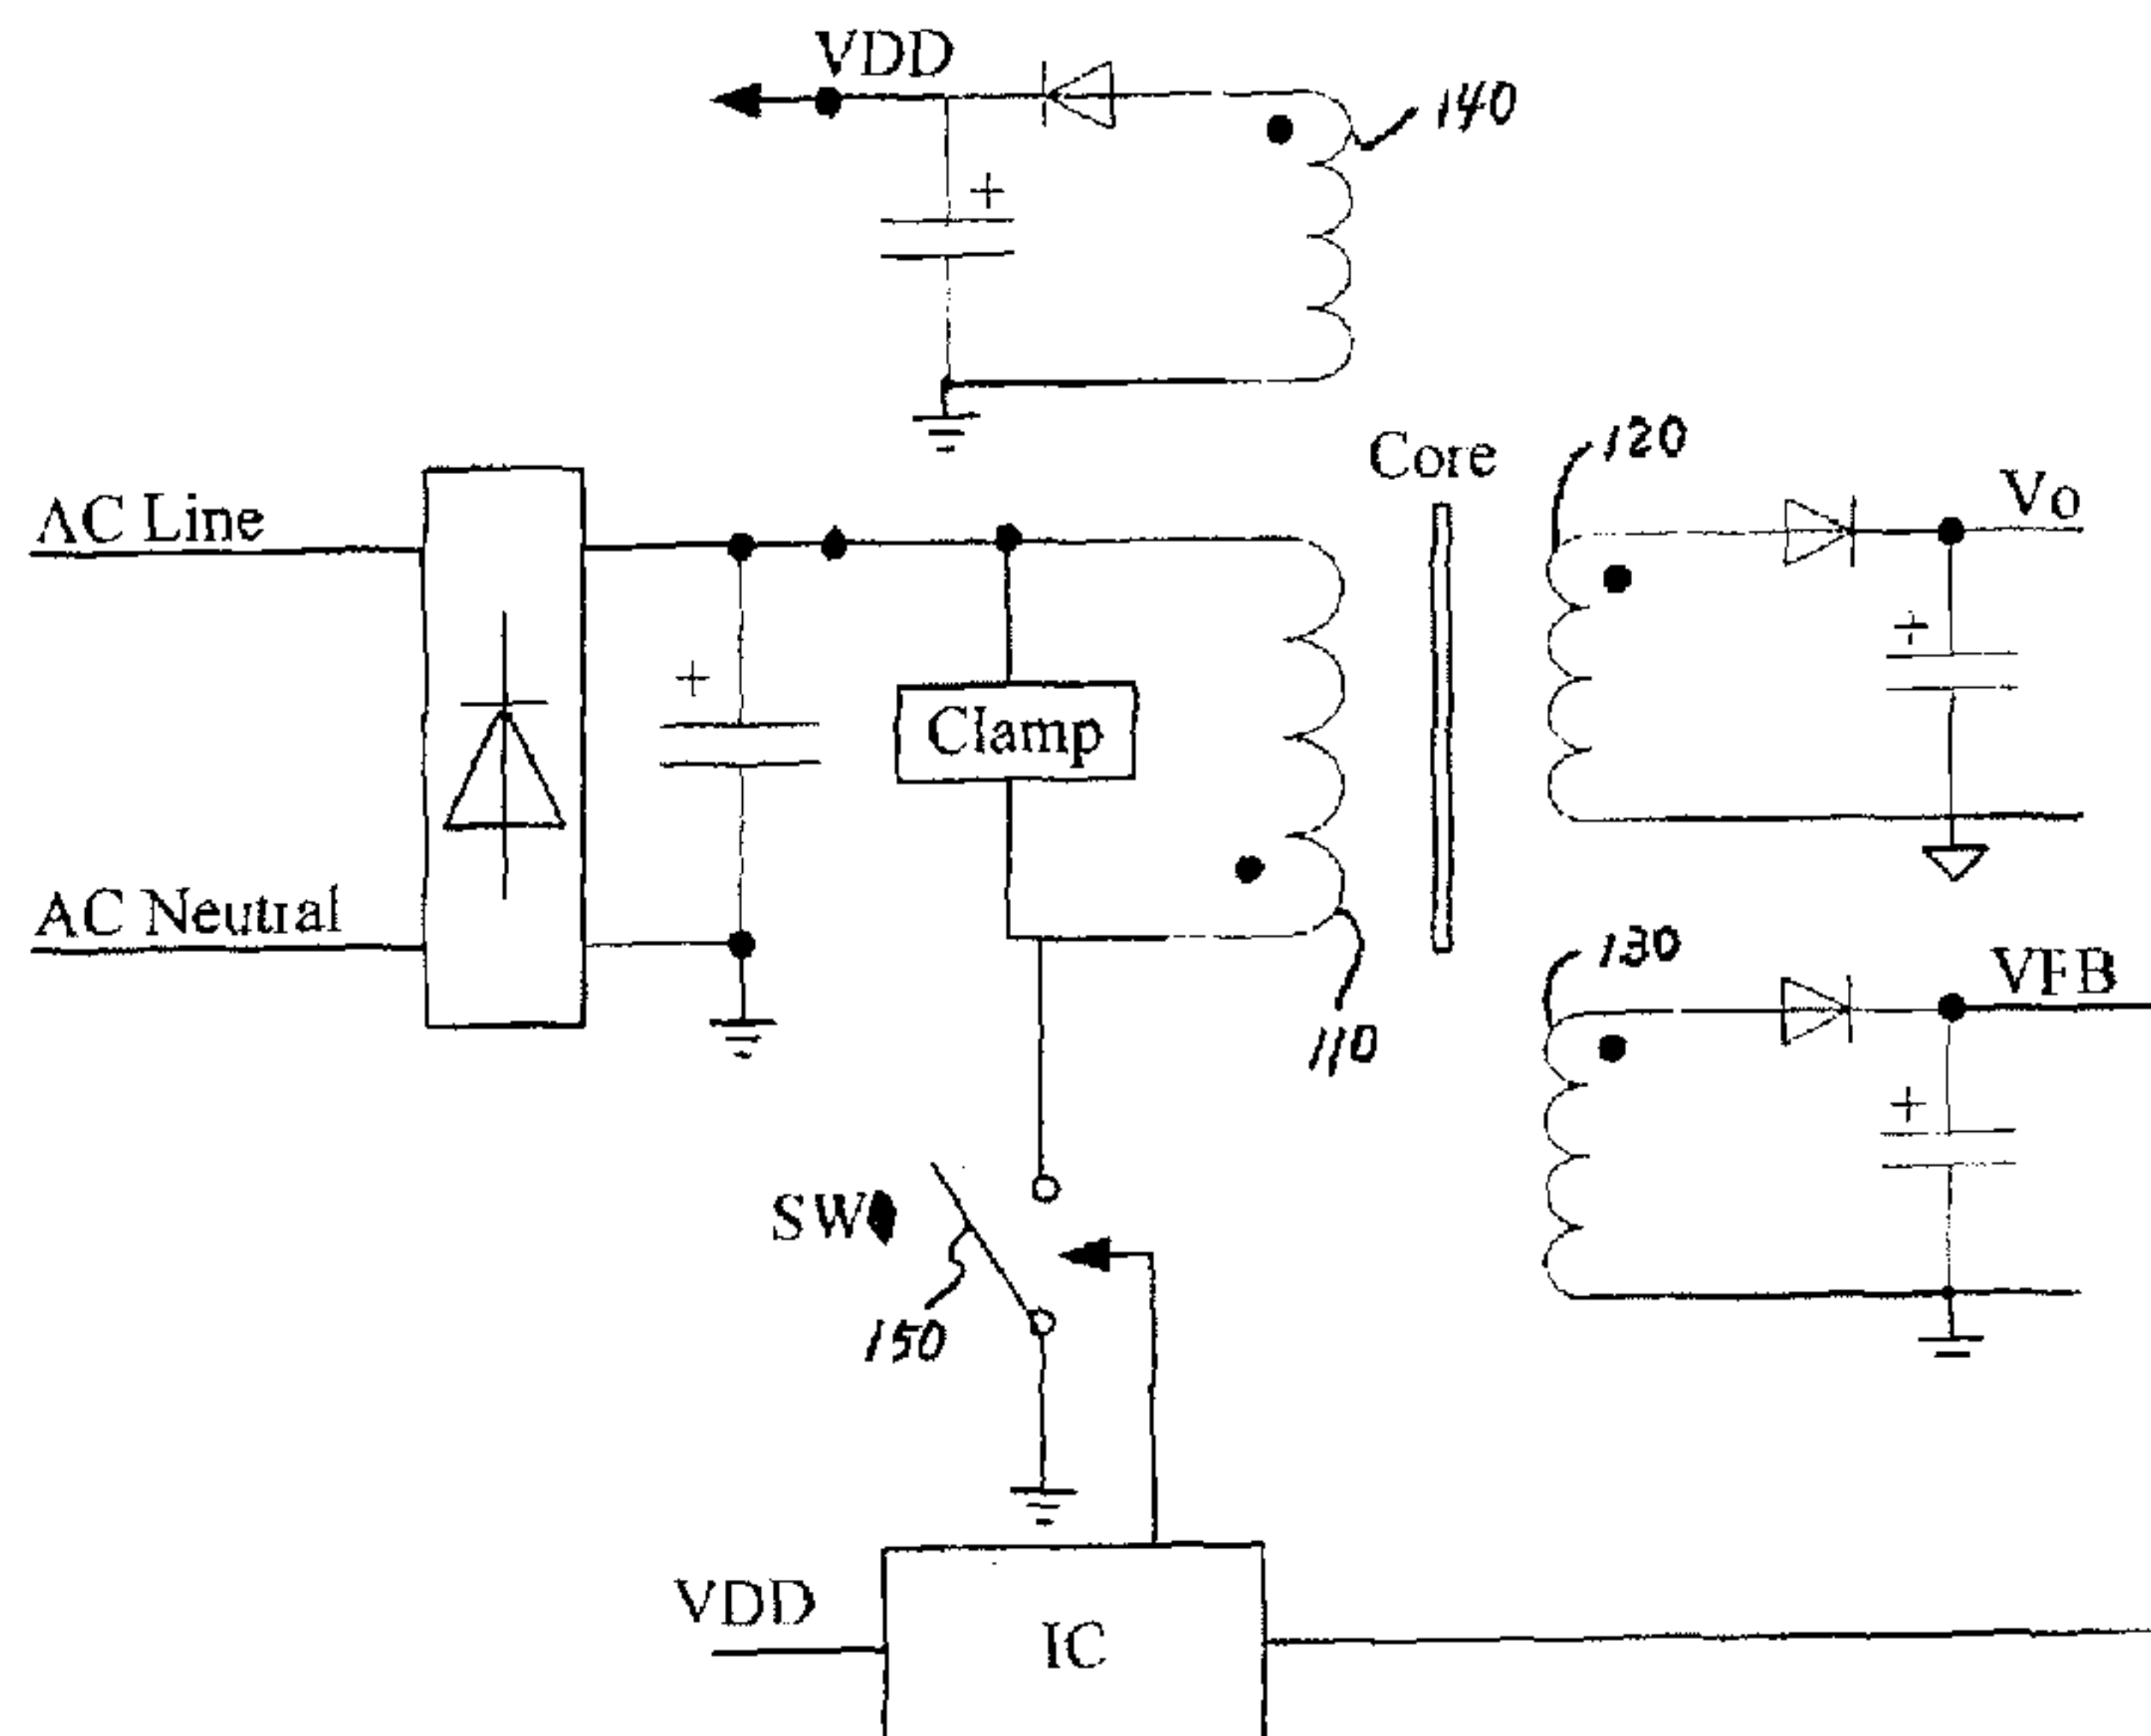 VDD
140
Core
120
Vo
AC Line
+
+
+
Clamp
AC Neutral
130
VFB
110
+
SW
150
VDD
IC